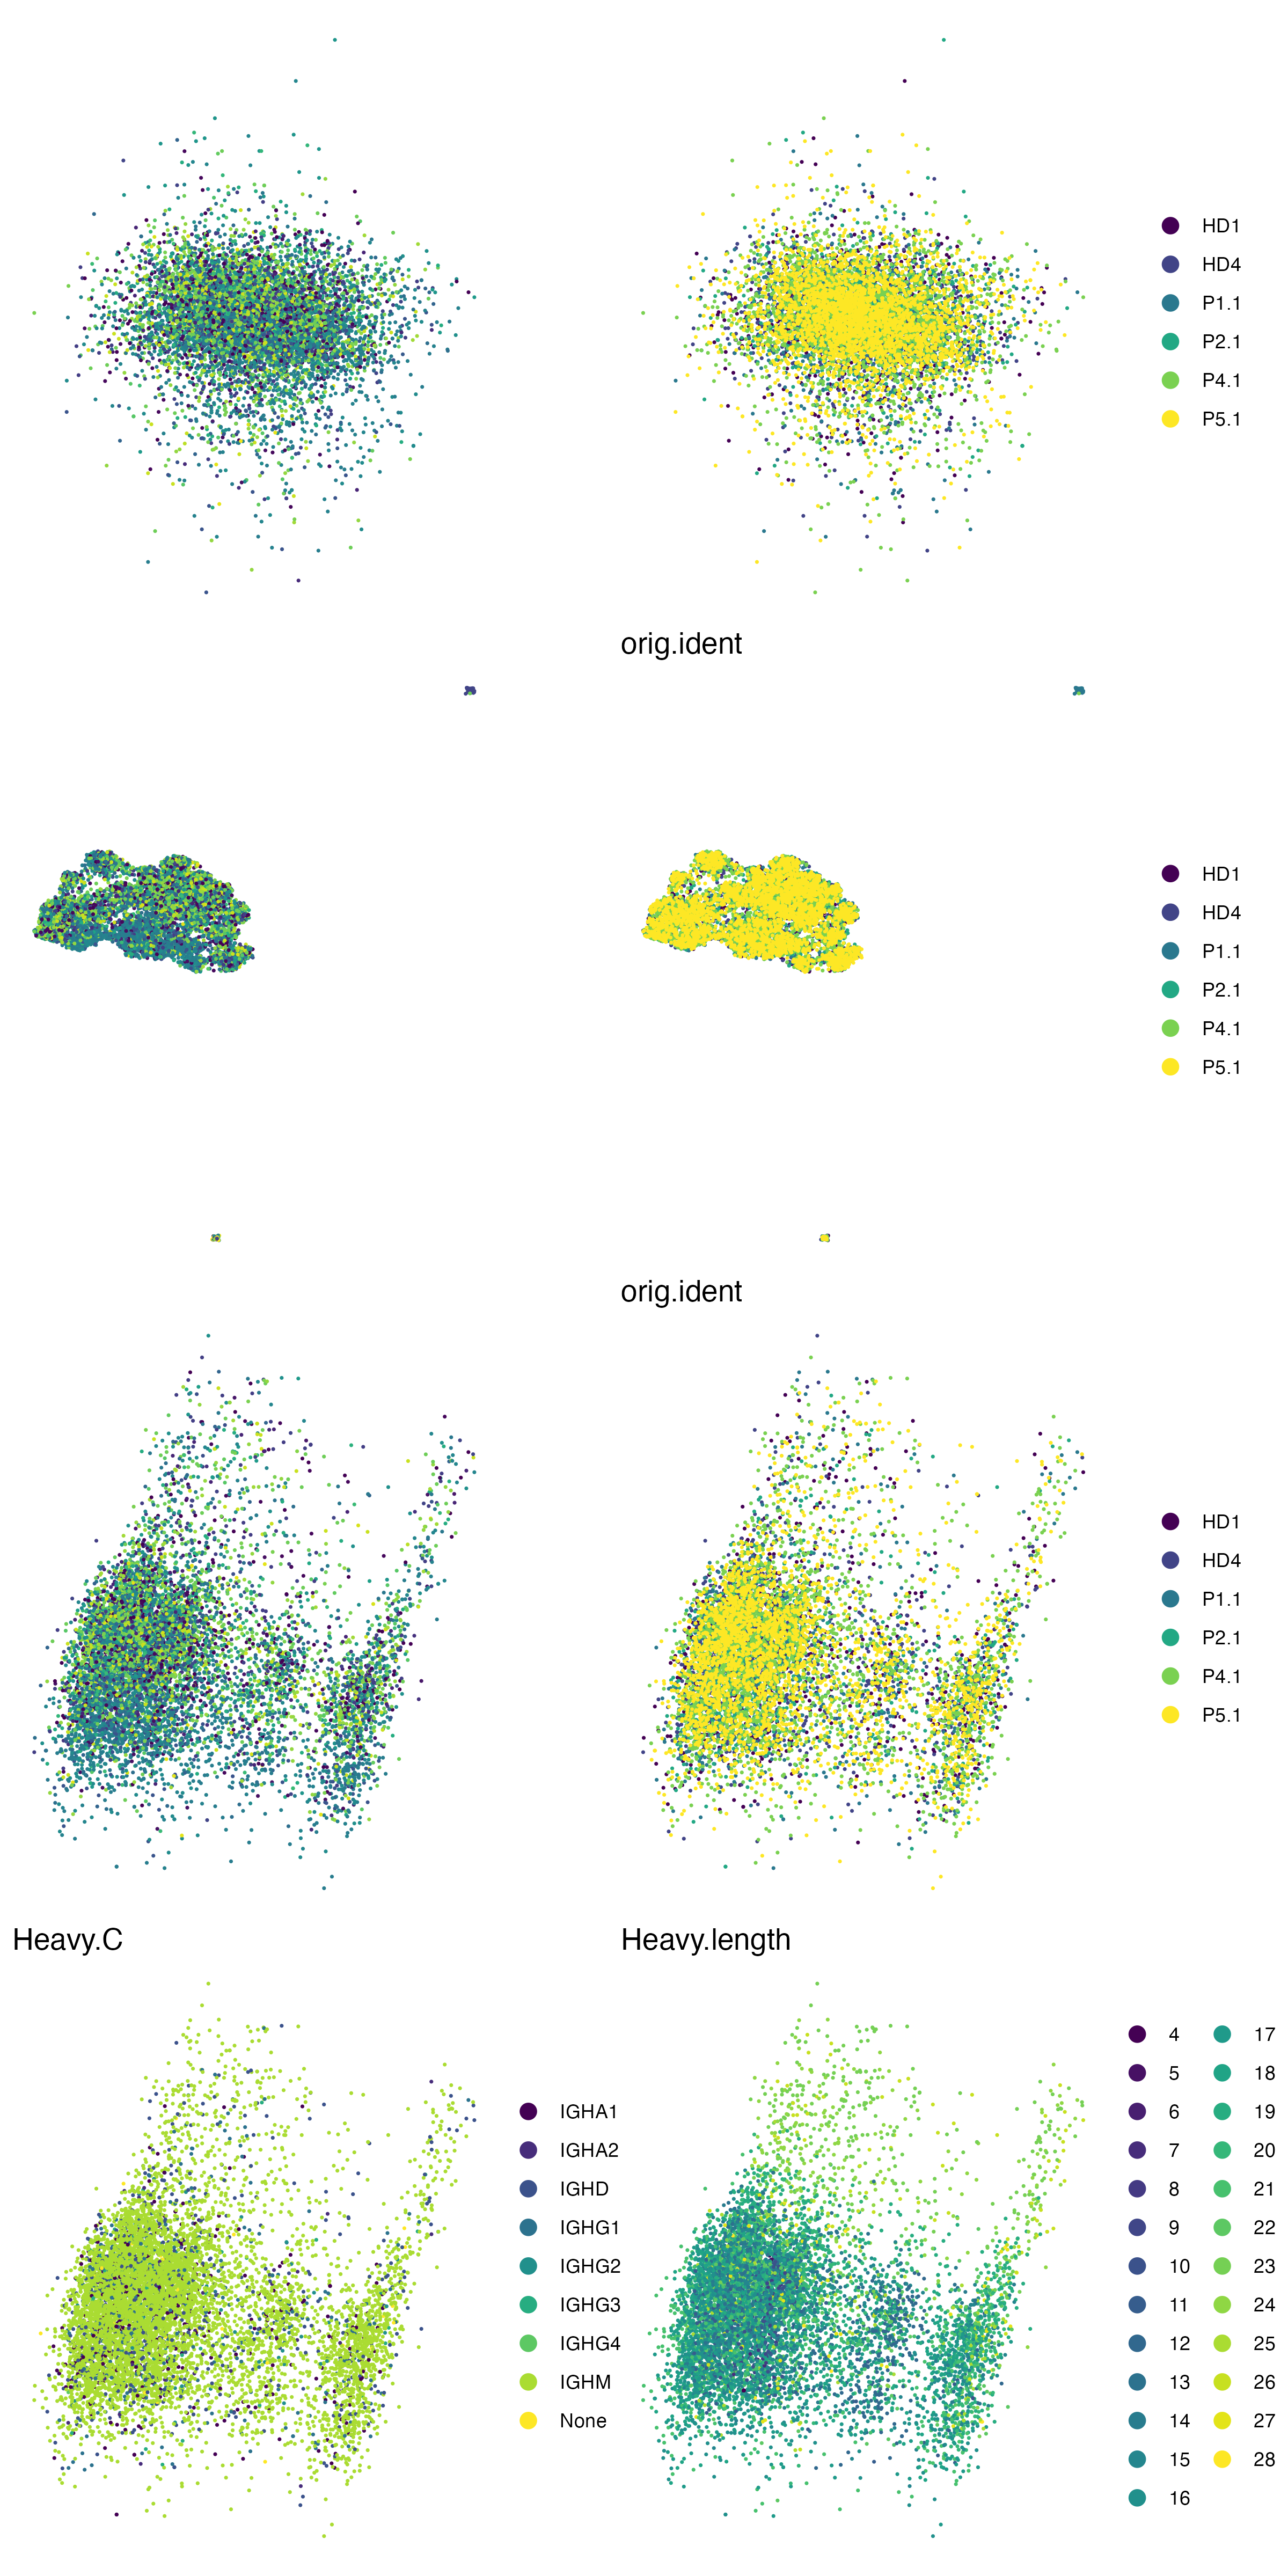 HD1
HD4
P1.1
P2.1
P4.1
P5.1
orig.ident
HD1
HD4
P1.1
P2.1
P4.1
P5.1
orig.ident
HD1
HD4
P1.1
P2.1
P4.1
P5.1
Heavy.C
IGHA1
IGHA2
IGHD
IGHG1
IGHG2
IGHG3
IGHG4
IGHM
None
Heavy.length
4
5
6
7
8
9
10
11
12
13
14
15
16
17
18
19
20
21
22
23
24
25
26
27
28